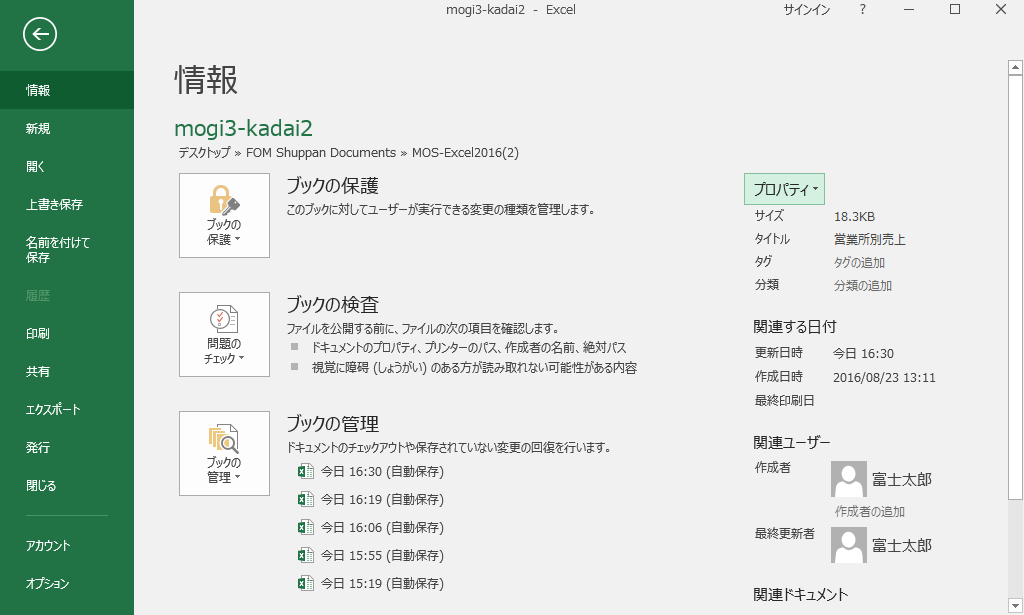 mogi3-kadai2 - Excel
サインイン
?
情報
新規
開く
上書き保存
名前を付けて
保存
履歴
印刷
共有
エクスポート
発行
閉じる
アカウント
オプション
情報
mogi3-kadai2
デスクトップ » FOM Shuppan Documents » MOS-Excel2016(2)
ブックの
保護
ブックの保護
このブックに対してユーザーが実行できる変更の種類を管理します。
問題の
チェック
ブックの検査
ファイルを公開する前に、ファイルの次の項目を確認します。
ドキュメントのプロパティ、プリンターのパス、作成者の名前、絶対パス
視覚に障碍 (しょうがい) のある方が読み取れない可能性がある内容
ブックの
管理
ブックの管理
ドキュメントのチェックアウトや保存されていない変更の回復を行います。
今日 16:30 (自動保存)
今日 16:19 (自動保存)
今日 16:06 (自動保存)
今日 15:55 (自動保存)
今日 15:19 (自動保存)
プロパティ
サイズ 18.3KB
タイトル 営業所別売上
タグ タグの追加
分類 分類の追加
関連する日付
更新日時 今日 16:30
作成日時 2016/08/23 13:11
最終印刷日
関連ユーザー
作成者 富士太郎
作成者の追加
最終更新者 富士太郎
関連ドキュメント